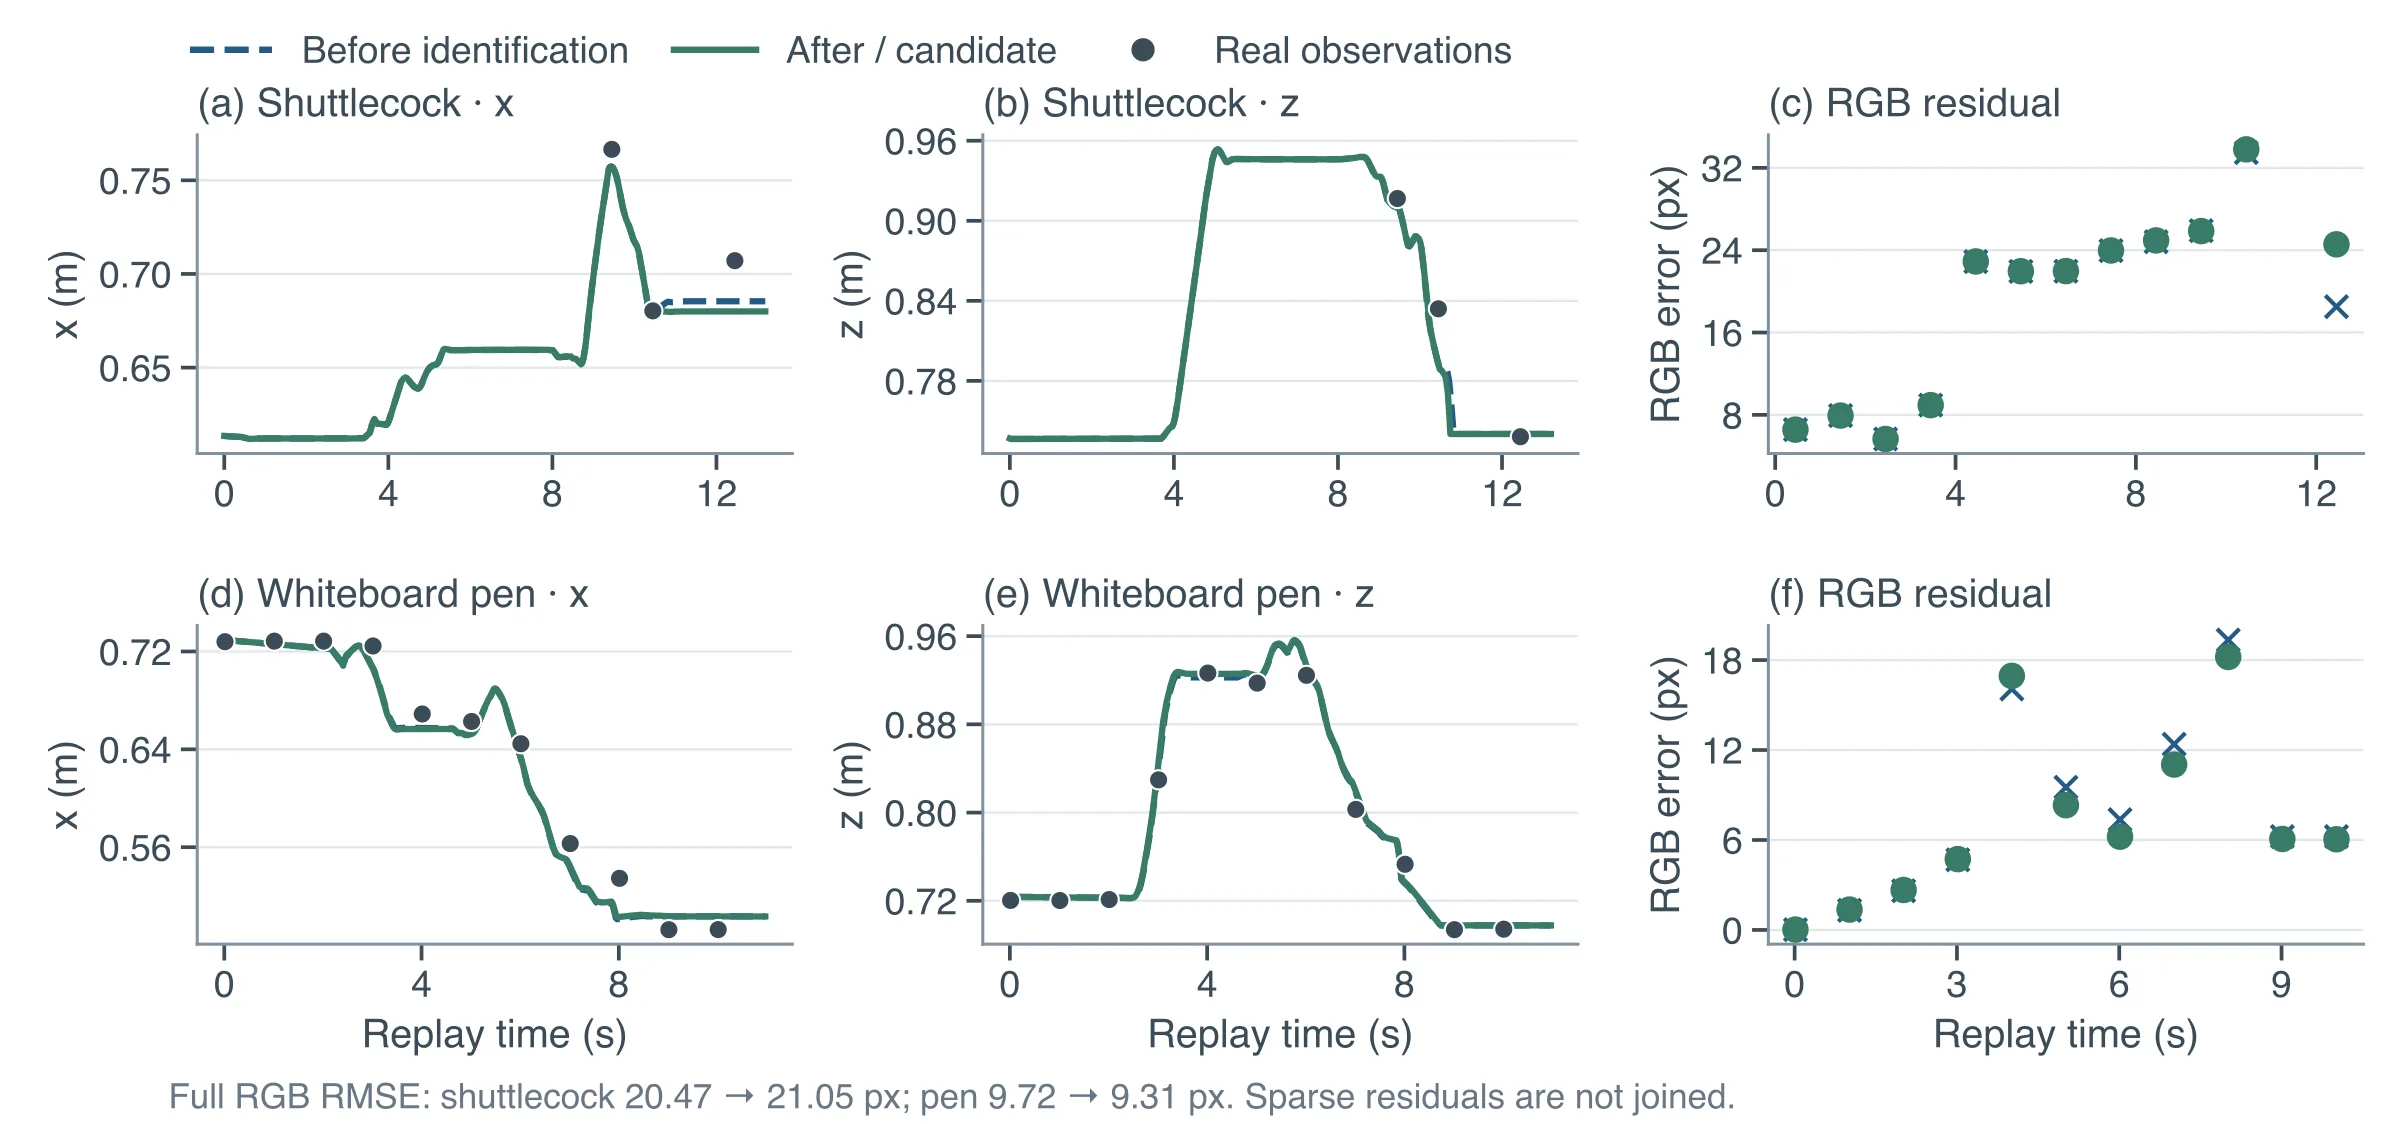 Before identification After / candidate Real observations
(a) Shuttlecock · x
x (m)
0.75
0.70
0.65
0 4 8 12
(b) Shuttlecock · z
z (m)
0.96
0.90
0.84
0.78
0 4 8 12
(c) RGB residual
RGB error (px)
32
24
16
8
0 4 8 12
(d) Whiteboard pen · x
x (m)
0.72
0.64
0.56
0 4 8
Replay time (s)
(e) Whiteboard pen · z
z (m)
0.96
0.88
0.80
0.72
0 4 8
Replay time (s)
(f) RGB residual
RGB error (px)
18
12
6
0
0 3 6 9
Replay time (s)
Full RGB RMSE: shuttlecock 20.47 → 21.05 px; pen 9.72 → 9.31 px. Sparse residuals are not joined.